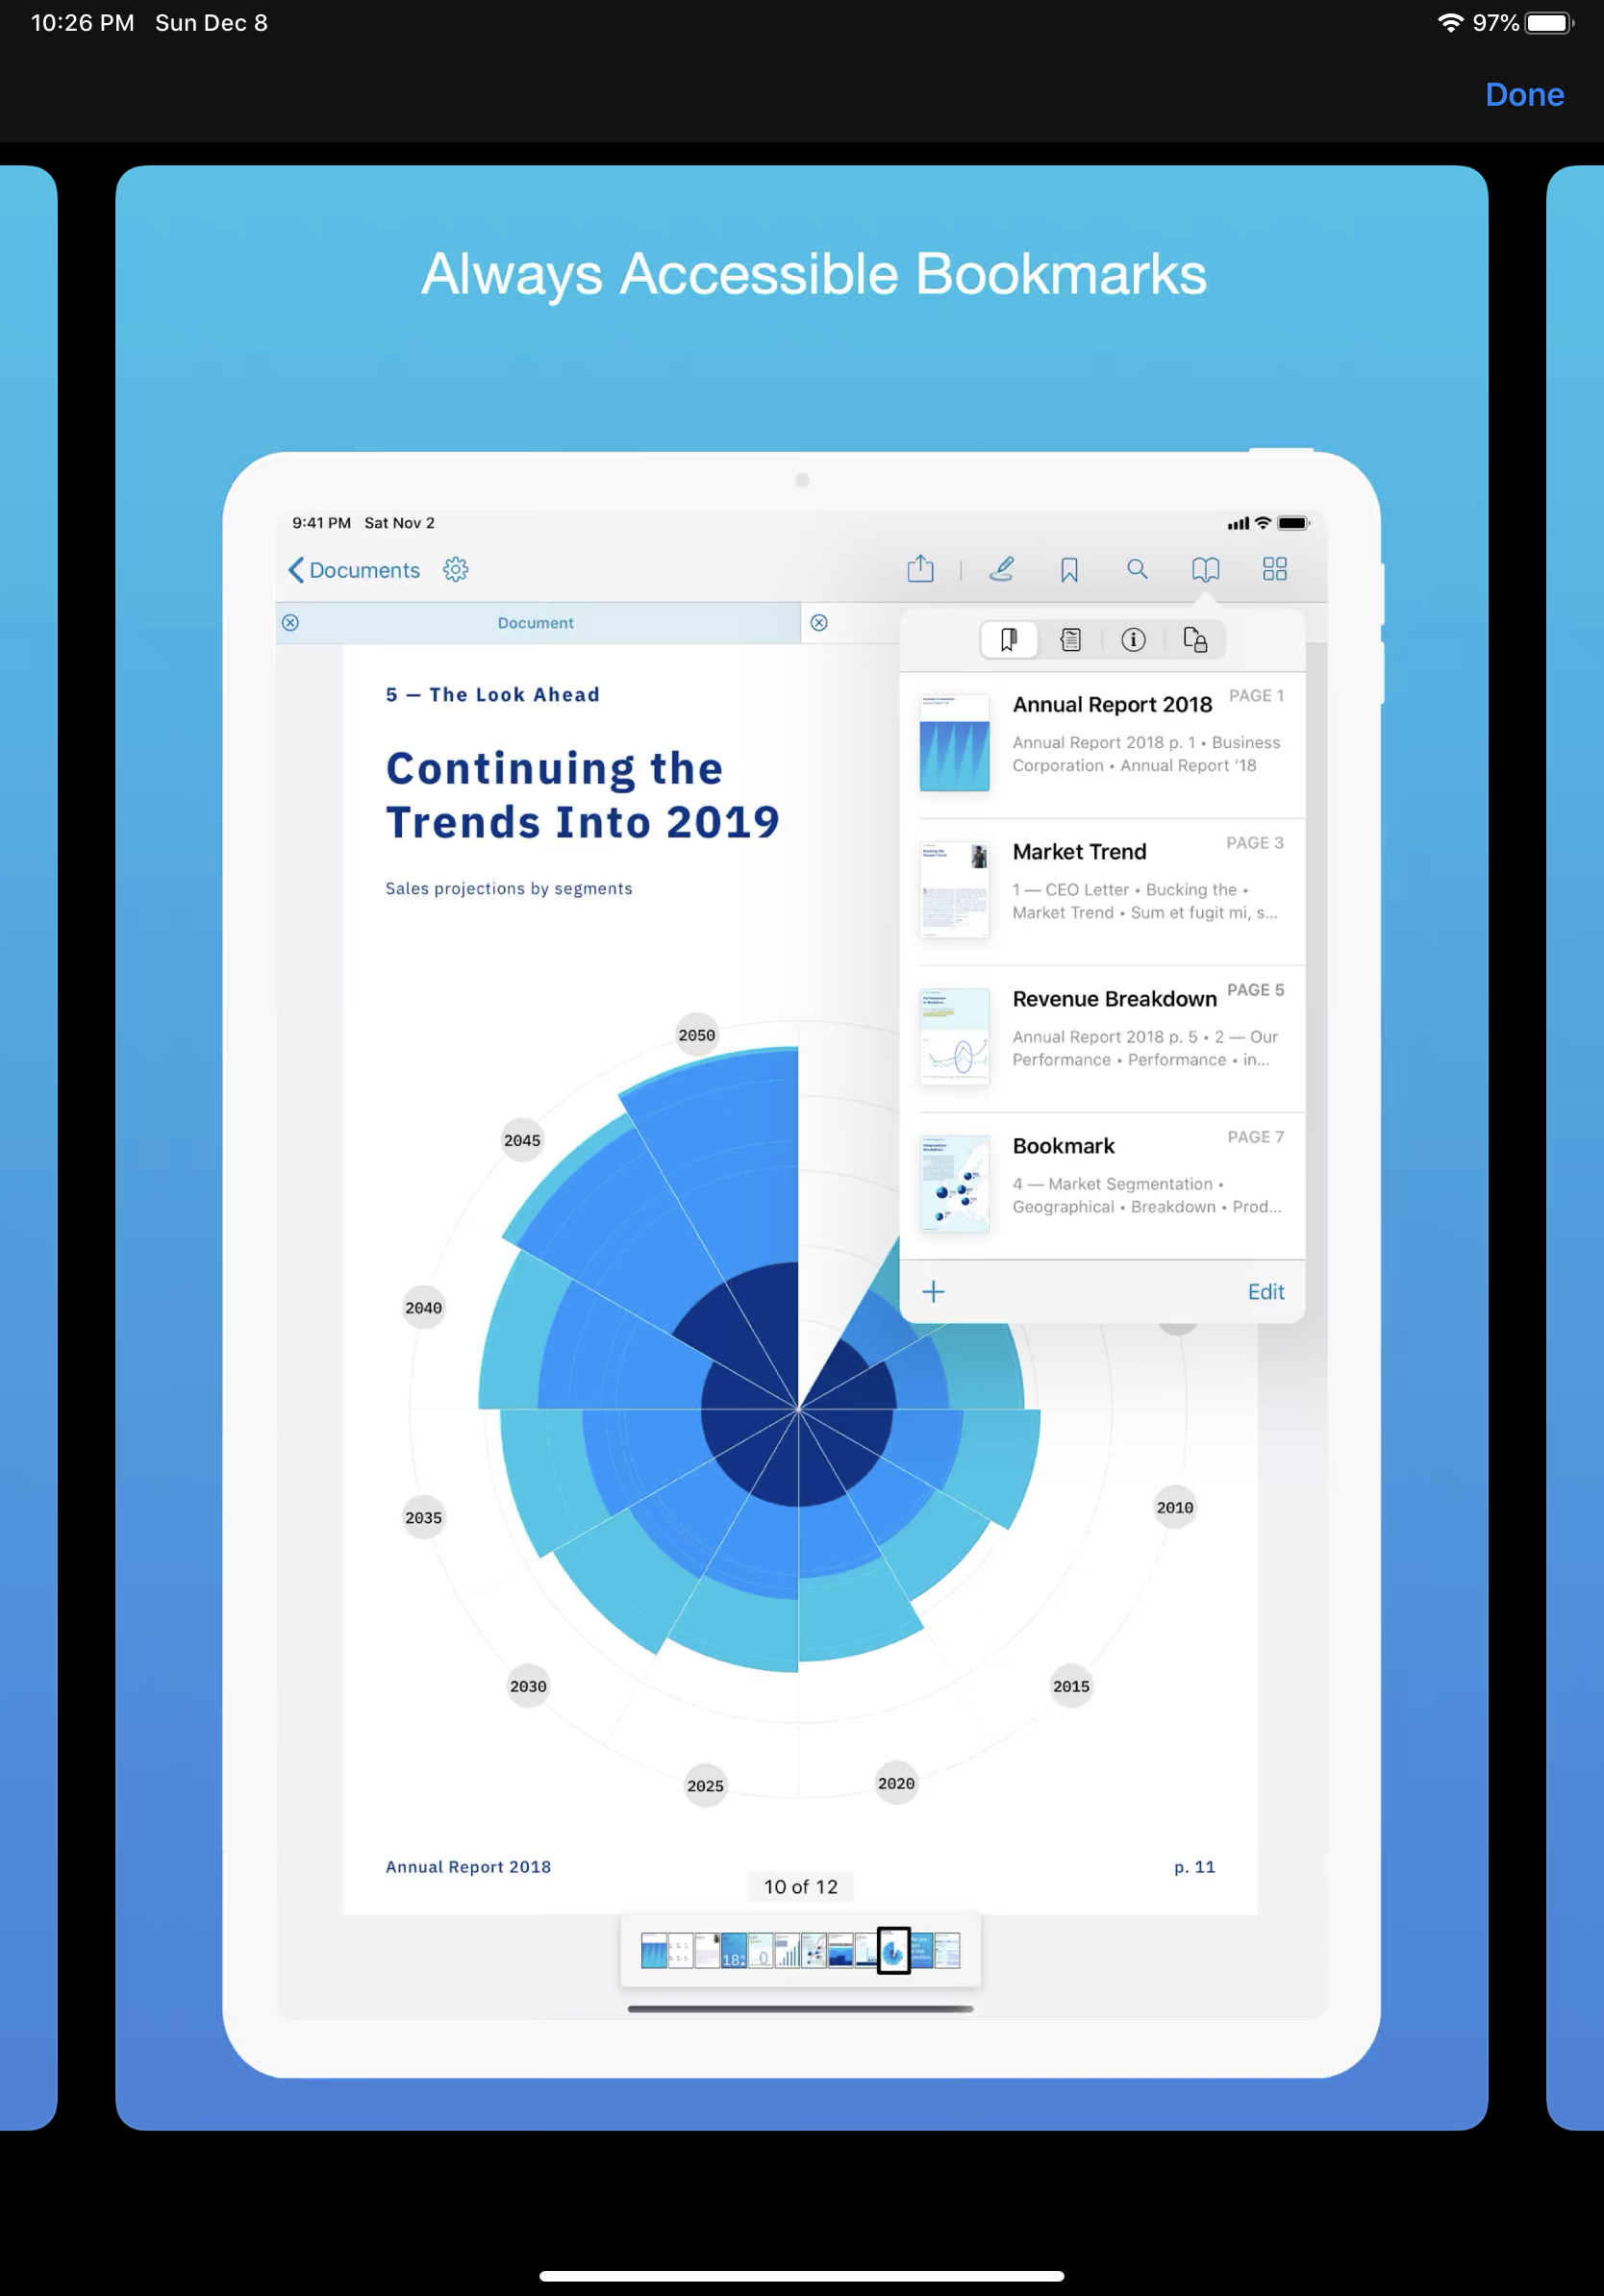 10:26 PM Sun Dec 8
97%
Done
Always Accessible Bookmarks
9:41 PM Sat Nov 2
Documents
Document
5 — The Look Ahead
Continuing the
Trends Into 2019
Sales projections by segments
Annual Report 2018 PAGE 1
Annual Report 2018 p. 1 • Business
Corporation • Annual Report ‘18
Market Trend PAGE 3
1 — CEO Letter • Bucking the •
Market Trend • Sum et fugit mi, s...
Revenue Breakdown PAGE 5
Annual Report 2018 p. 5 • 2 — Our
Performance • Performance • in...
Bookmark PAGE 7
4 — Market Segmentation •
Geographical • Breakdown • Prod...
Edit
2050
2045
2040
2035
2010
2030
2015
2025
2020
Annual Report 2018
p. 11
10 of 12
18